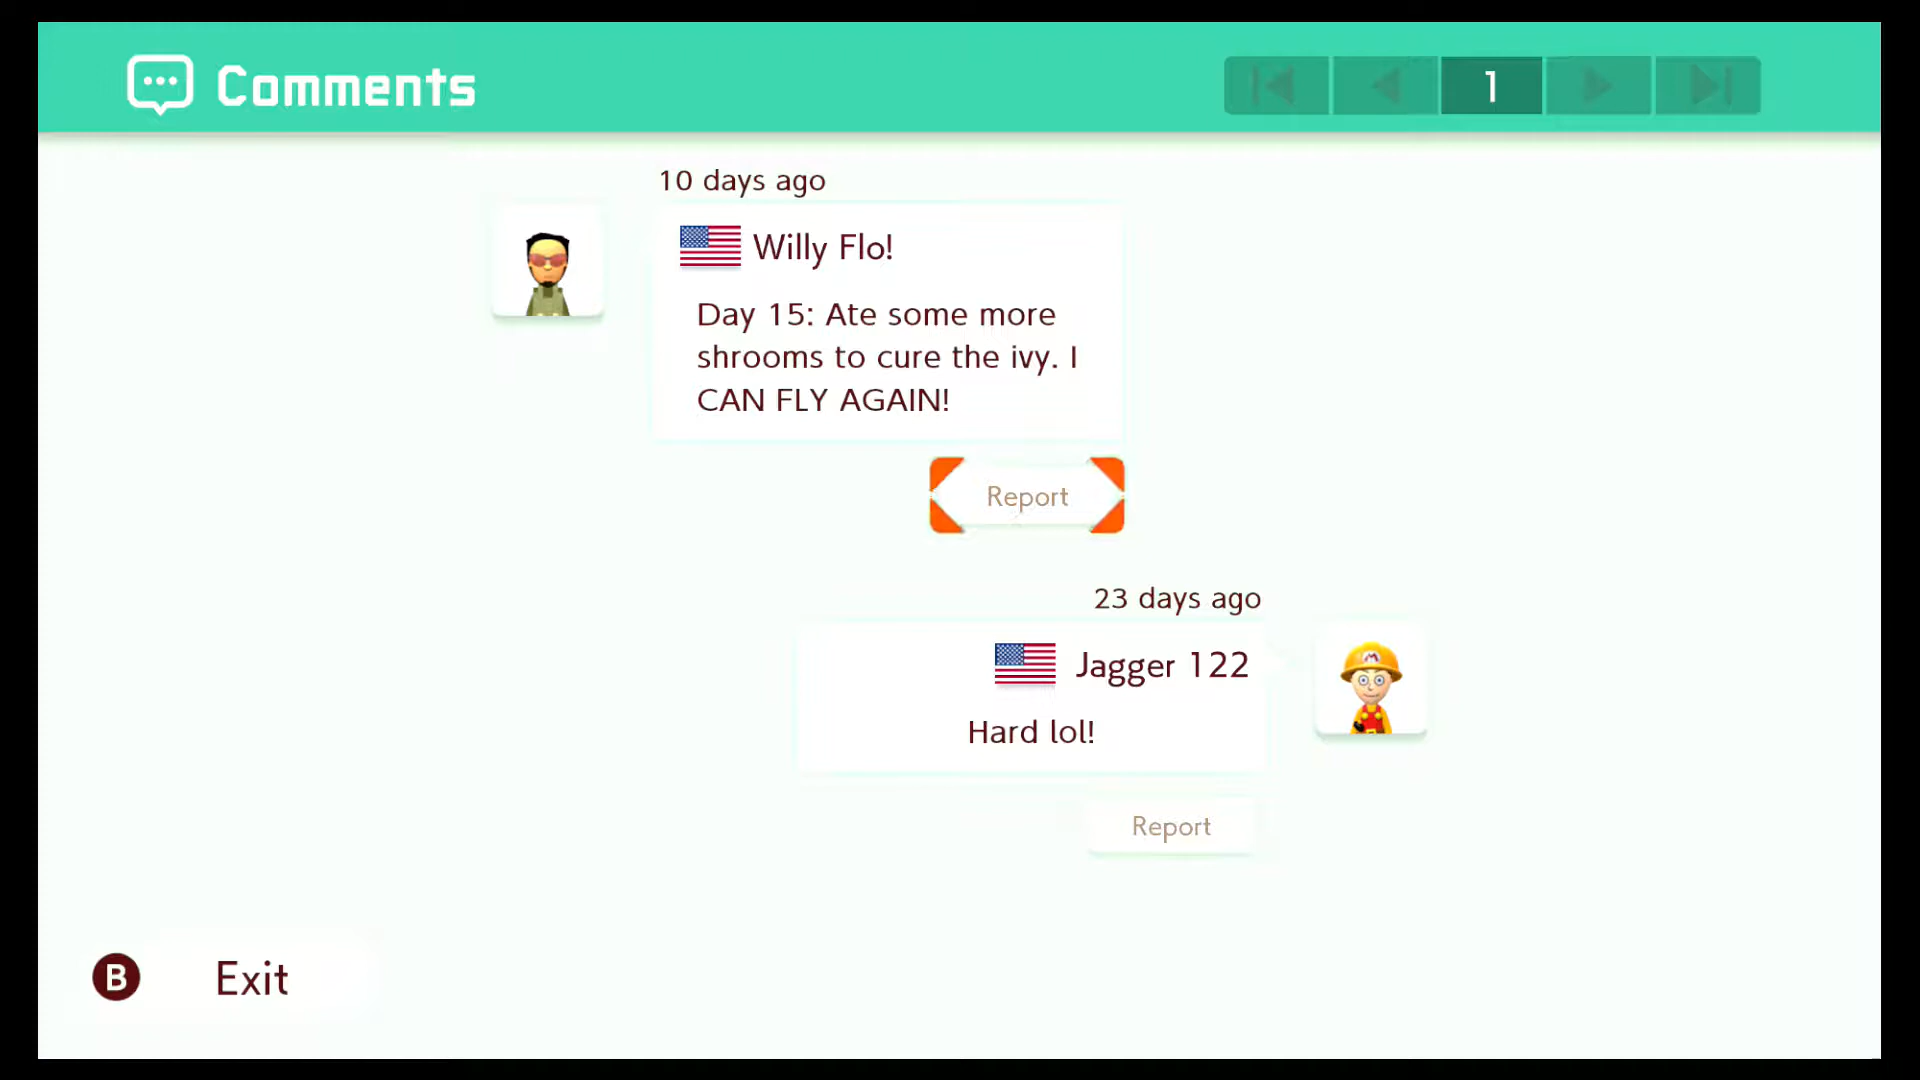 Comments
1
10 days ago
Willy Flo!
Day 15: Ate some more
shrooms to cure the ivy. I
CAN FLY AGAIN!
Report
23 days ago
Jagger 122
Hard lol!
Report
B Exit